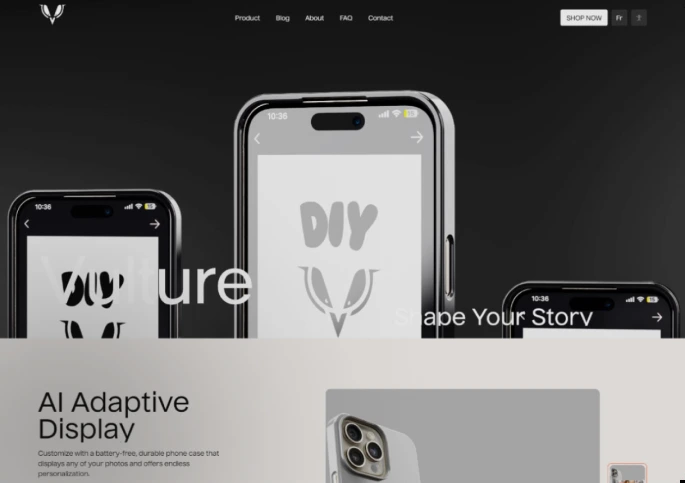 Product
Blog
About
FAQ
Contact
SHOP NOW
Fr
10:36
DIY
10:36
DIY
Vulture
10:36
Shape Your Story
AI Adaptive
Display
Customize with a battery-free, durable phone case that
displays any of your photos and offers endless
personalization.